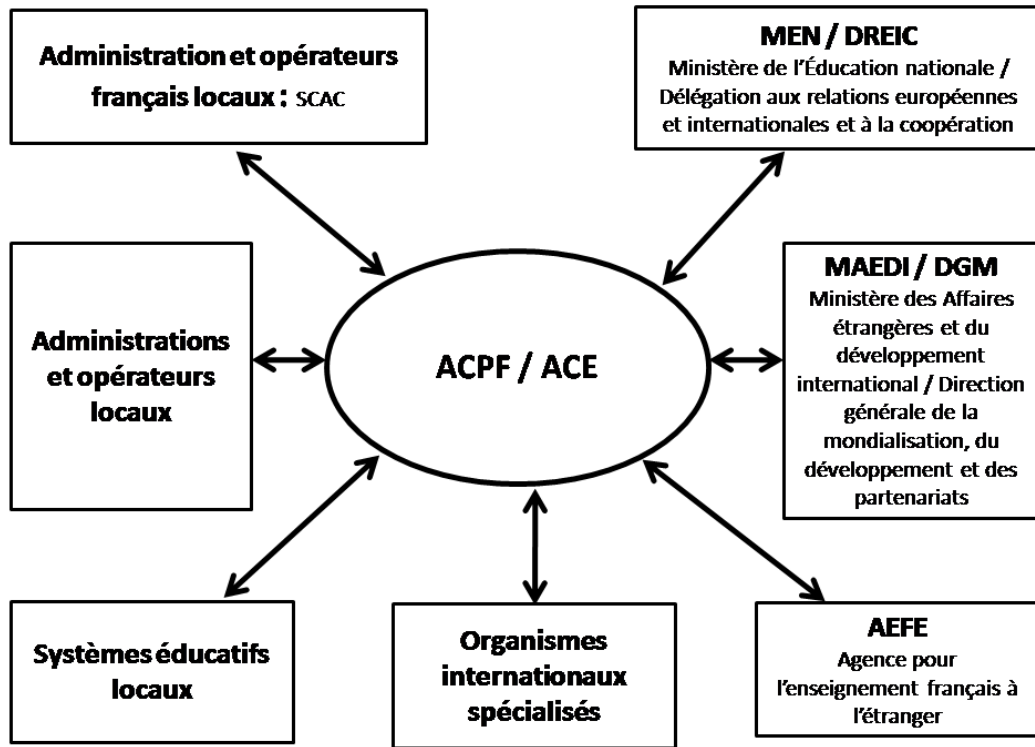 Administration et opérateurs
français locaux : SCAC
MEN / DREIC
Ministère de l'Éducation nationale /
Délégation aux relations européennes
et internationales et à la coopération
Administrations
et opérateurs
locaux
ACPF / ACE
MAEDI / DGM
Ministère des Affaires
étrangères et du
développement
international / Direction
générale de la
mondialisation, du
développement et des
partenariats
Systèmes éducatifs
locaux
Organismes
internationaux
spécialisés
AEFE
Agence pour
l'enseignement français à
l'étranger